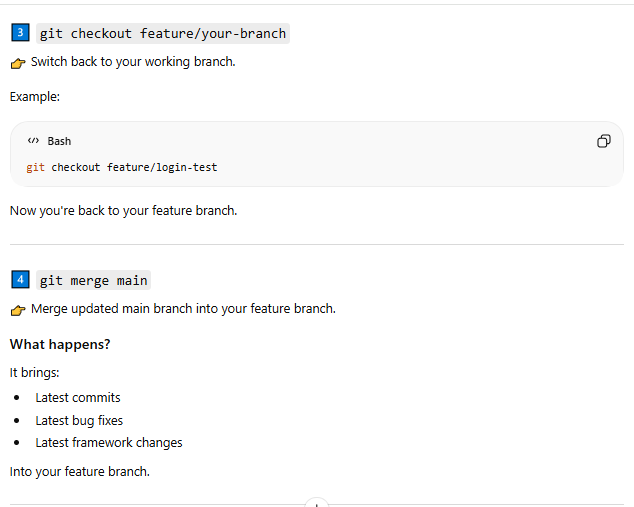 3 git checkout feature/your-branch
👉 Switch back to your working branch.
Example:
</> Bash
git checkout feature/login-test
Now you're back to your feature branch.
4 git merge main
👉 Merge updated main branch into your feature branch.
What happens?
It brings:
• Latest commits
• Latest bug fixes
• Latest framework changes
Into your feature branch.